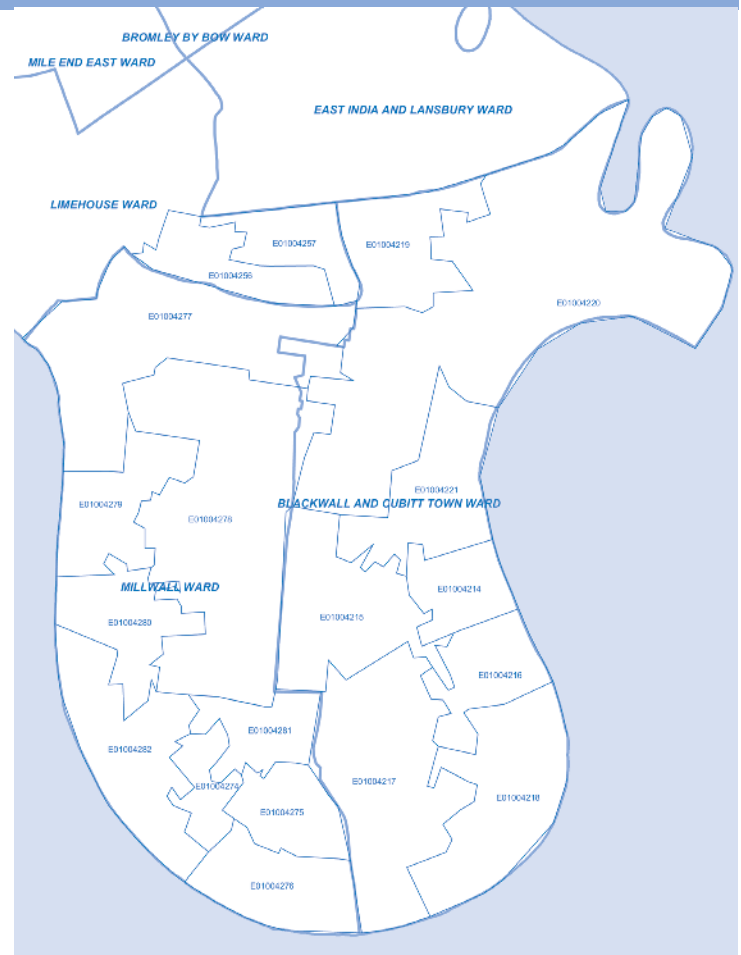 BROMLEY BY BOW WARD
MILE END EAST WARD
EAST INDIA AND LANSBURY WARD
LIMEHOUSE WARD
E01004257
E01004219
E01004256
E01004220
E01004277
E01004221
BLACKWALL AND CUBITT TOWN WARD
E01004279
E01004278
MILLWALL WARD
E01004214
E01004280
E01004215
E01004216
E01004281
E01004282
E01004217
E01004274
E01004218
E01004275
E01004276